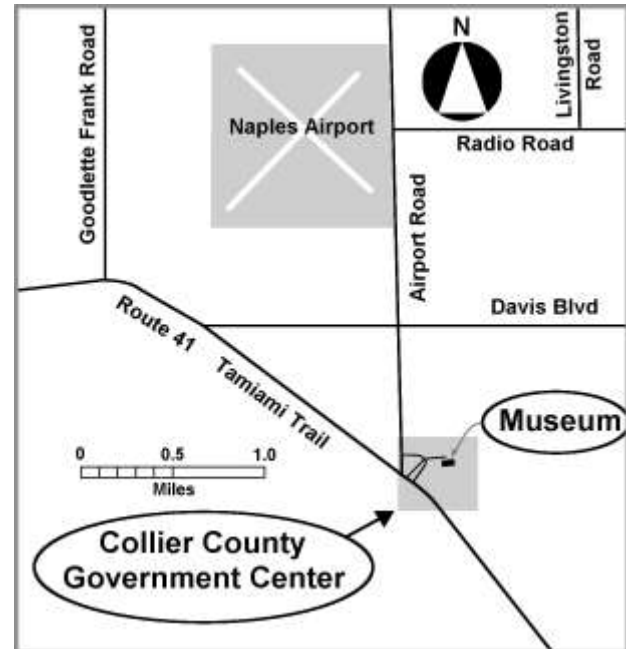 N
Livingston
Road
Goodlette Frank Road
Naples Airport
Radio Road
Airport Road
Davis Blvd
Route 41
Tamiami Trail
Museum
0 0.5 1.0
Miles
Collier County
Government Center